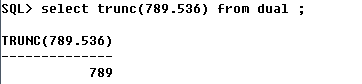 SQL> select trunc(789.536) from dual ;
TRUNC(789.536)
--------------
789